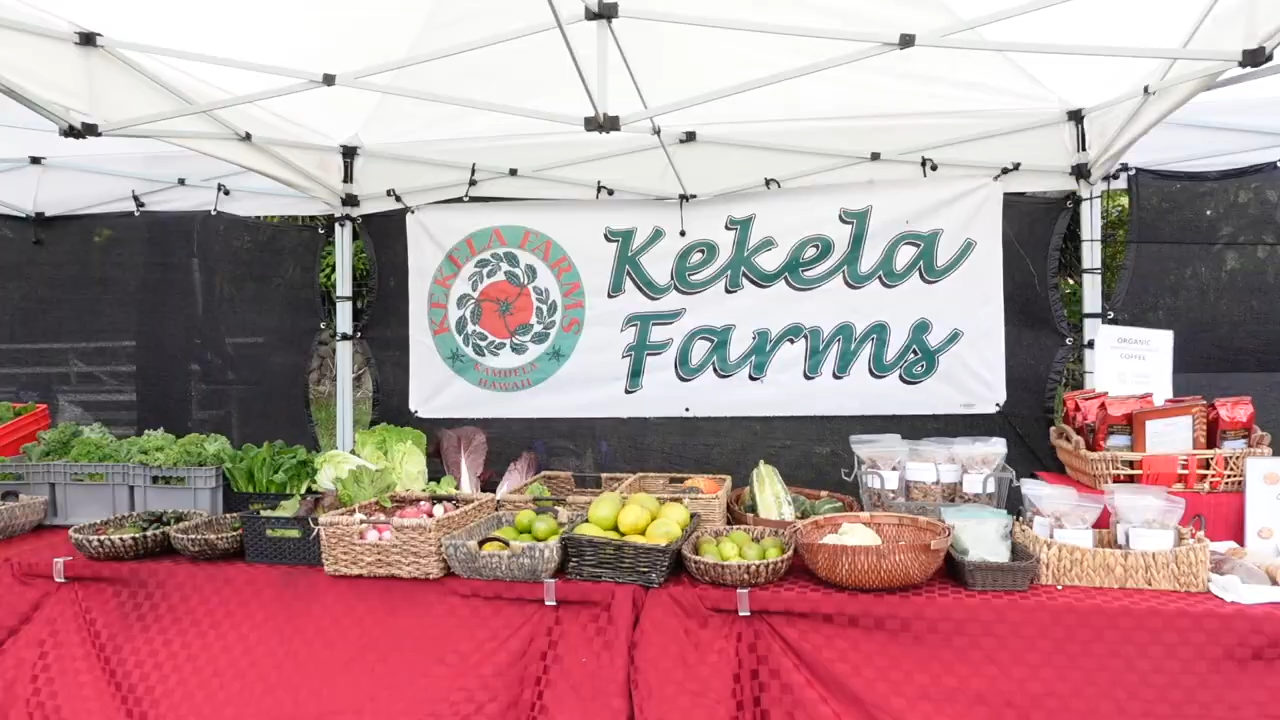 KEKELA FARMS
KAMUELA
HAWAII
Kekela
Farms
ORGANIC
COFFEE